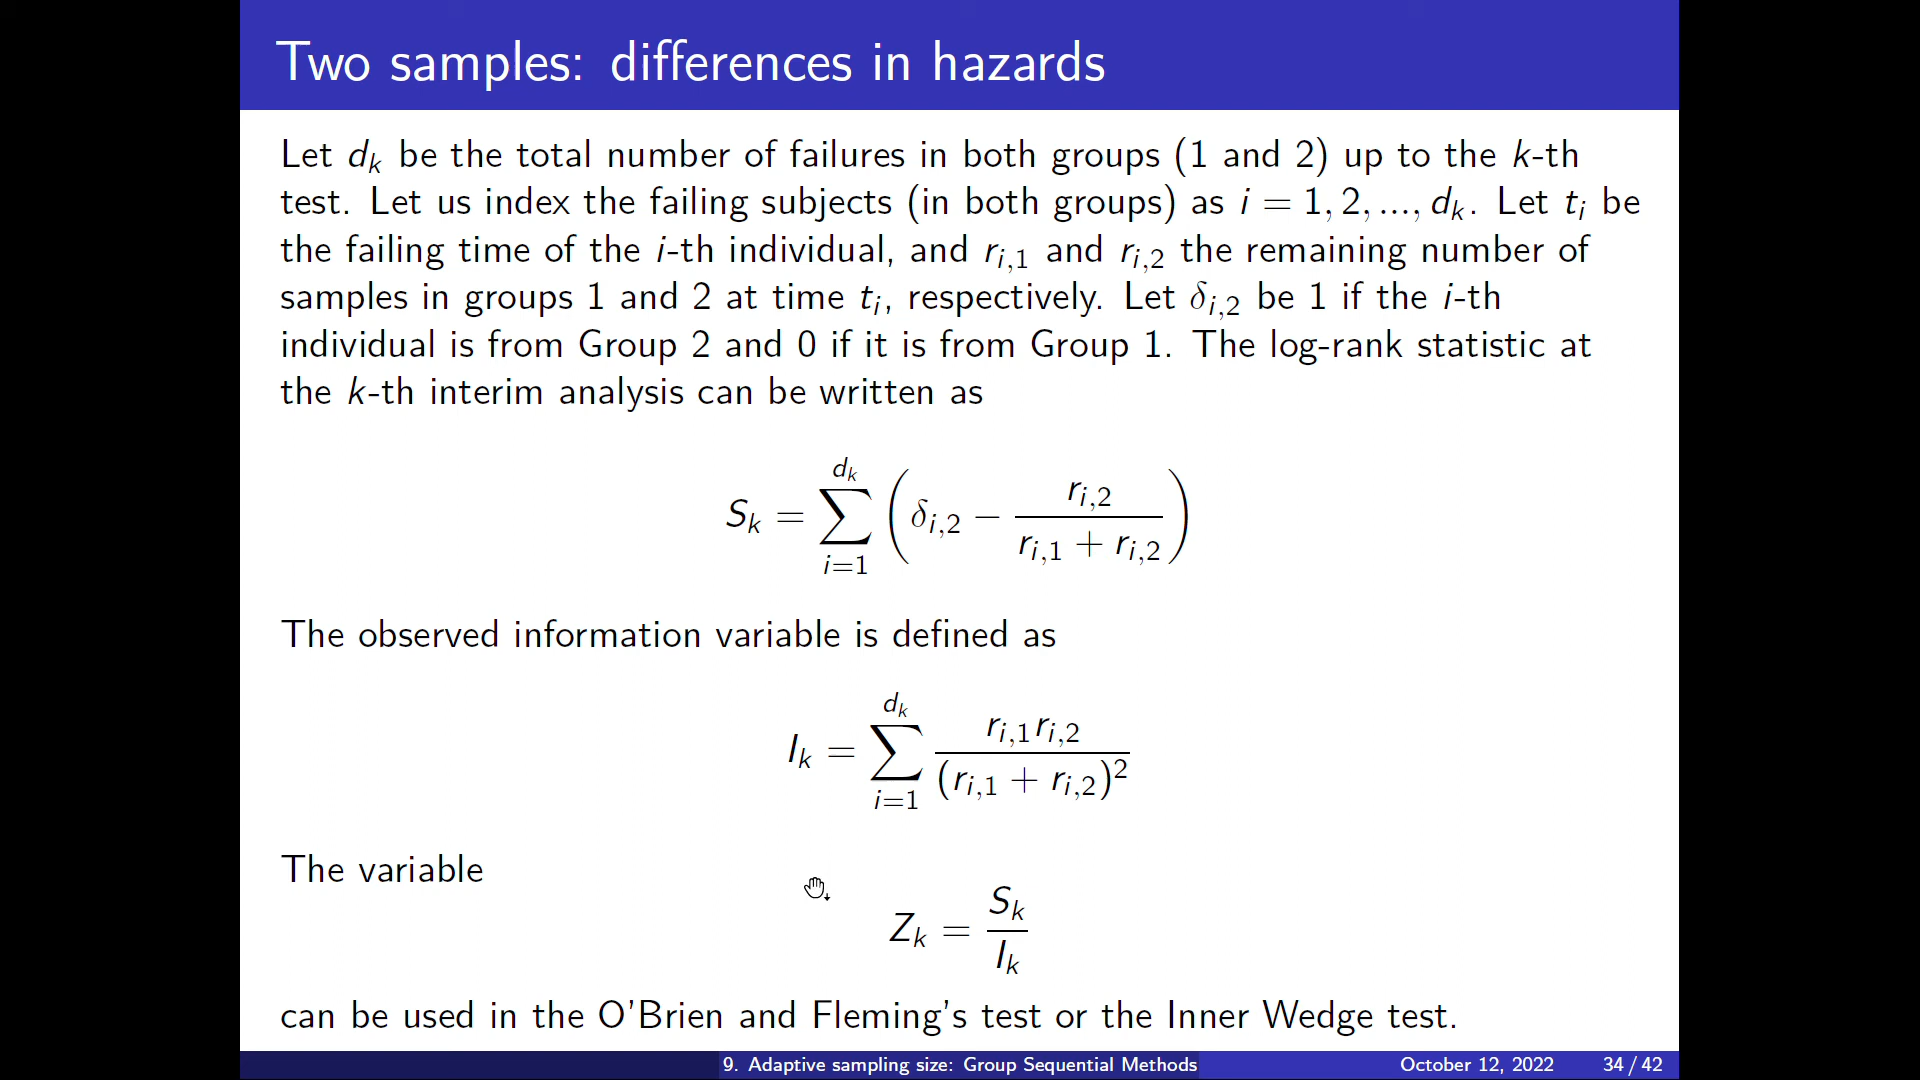 Two samples: differences in hazards
Let d_k be the total number of failures in both groups (1 and 2) up to the k-th
test. Let us index the failing subjects (in both groups) as i = 1, 2, ..., d_k. Let t_i be
the failing time of the i-th individual, and r_{i,1} and r_{i,2} the remaining number of
samples in groups 1 and 2 at time t_i, respectively. Let δ_{i,2} be 1 if the i-th
individual is from Group 2 and 0 if it is from Group 1. The log-rank statistic at
the k-th interim analysis can be written as
S_k = \sum_{i=1}^{d_k} \left( δ_{i,2} − \frac{r_{i,2}}{r_{i,1} + r_{i,2}} \right)
The observed information variable is defined as
I_k = \sum_{i=1}^{d_k} \frac{r_{i,1} r_{i,2}}{(r_{i,1} + r_{i,2})^2}
The variable
Z_k = \frac{S_k}{I_k}
can be used in the O'Brien and Fleming's test or the Inner Wedge test.
9. Adaptive sampling size: Group Sequential Methods October 12, 2022 34 / 42